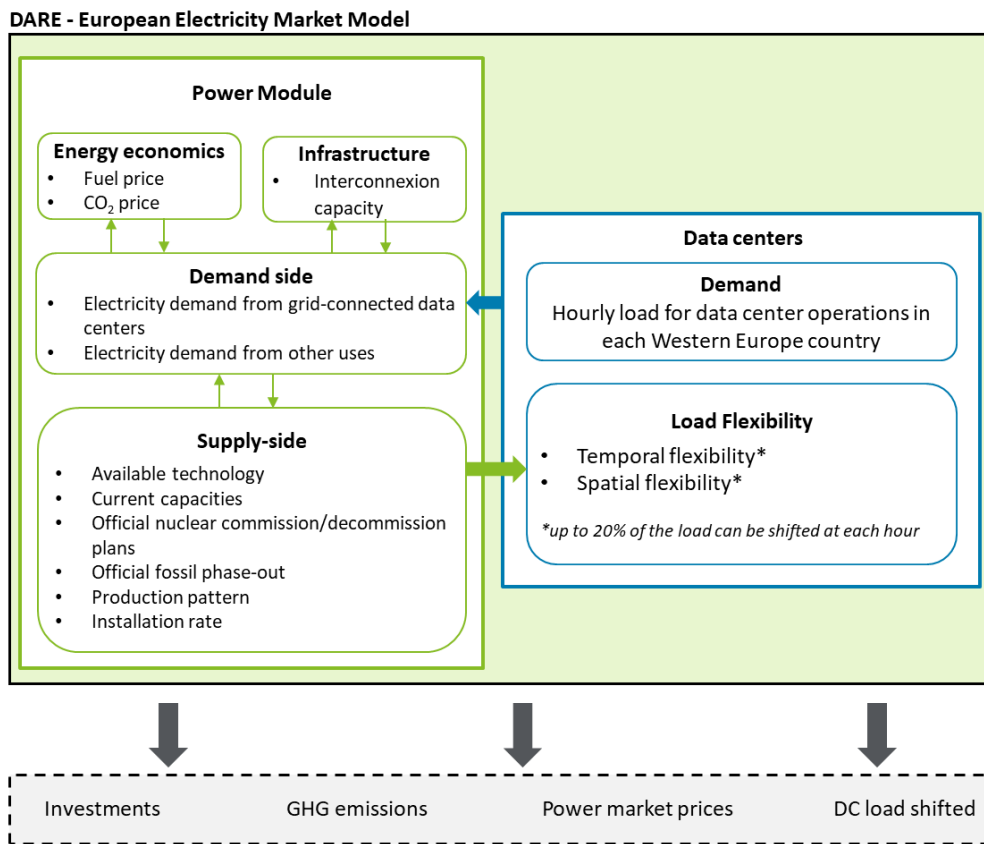 DARE - European Electricity Market Model
Power Module
Energy economics
• Fuel price
• CO₂ price
Infrastructure
• Interconnexion
capacity
Demand side
• Electricity demand from grid-connected data
centers
• Electricity demand from other uses
Supply-side
• Available technology
• Current capacities
• Official nuclear commission/decommission
plans
• Official fossil phase-out
• Production pattern
• Installation rate
Data centers
Demand
Hourly load for data center operations in
each Western Europe country
Load Flexibility
• Temporal flexibility*
• Spatial flexibility*
*up to 20% of the load can be shifted at each hour
Investments
GHG emissions
Power market prices
DC load shifted